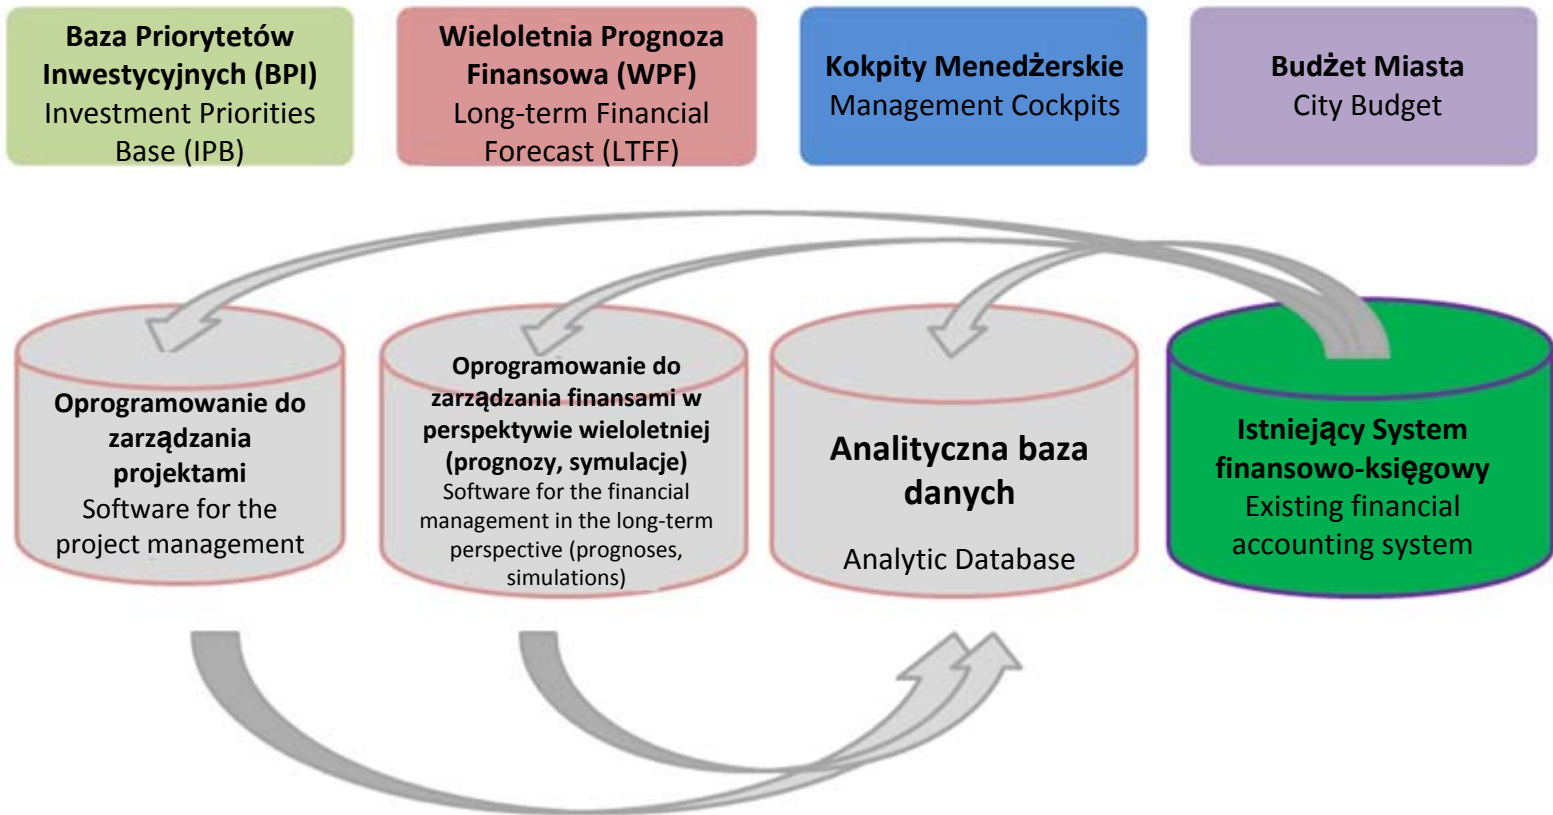 Baza Priorytetów
Inwestycyjnych (BPI)
Investment Priorities
Base (IPB)
Wieloletnia Prognoza
Finansowa (WPF)
Long-term Financial
Forecast (LTFF)
Kokpity Menedżerskie
Management Cockpits
Budżet Miasta
City Budget
Oprogramowanie do
zarządzania
projektami
Software for the
project management
Oprogramowanie do
zarządzania finansami w
perspektywie wieloletniej
(prognozy, symulacje)
Software for the financial
management in the long-term
perspective (prognoses,
simulations)
Analityczna baza
danych
Analytic Database
Istniejący System
finansowo-księgowy
Existing financial
accounting system